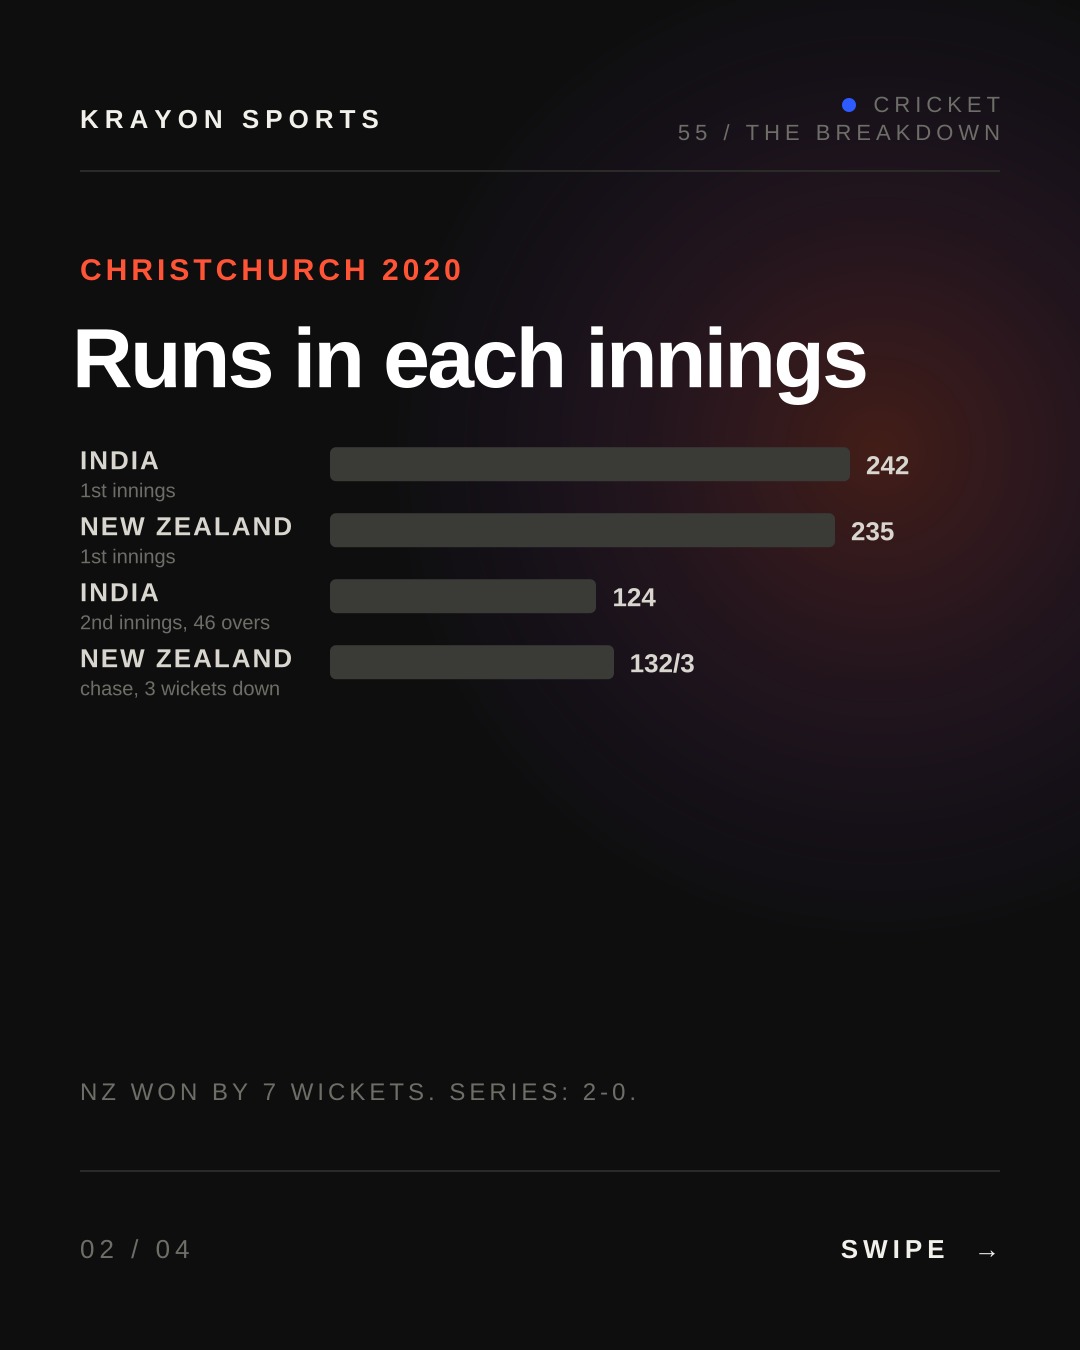 KRAYON SPORTS
CRICKET
55 / THE BREAKDOWN
CHRISTCHURCH 2020
Runs in each innings
INDIA
242
1st innings
NEW ZEALAND
235
1st innings
INDIA
124
2nd innings, 46 overs
NEW ZEALAND
132/3
chase, 3 wickets down
NZ WON BY 7 WICKETS. SERIES: 2-0.
02 / 04
SWIPE →